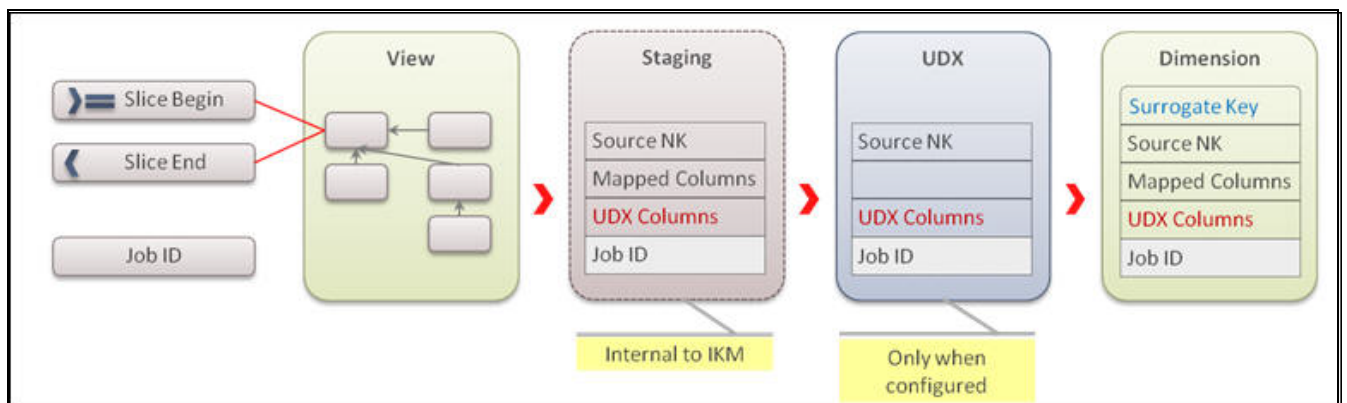 Slice Begin
Slice End
Job ID
View
Staging
Source NK
Mapped Columns
UDX Columns
Job ID
Internal to IKM
UDX
Source NK
UDX Columns
Job ID
Only when
configured
Dimension
Surrogate Key
Source NK
Mapped Columns
UDX Columns
Job ID